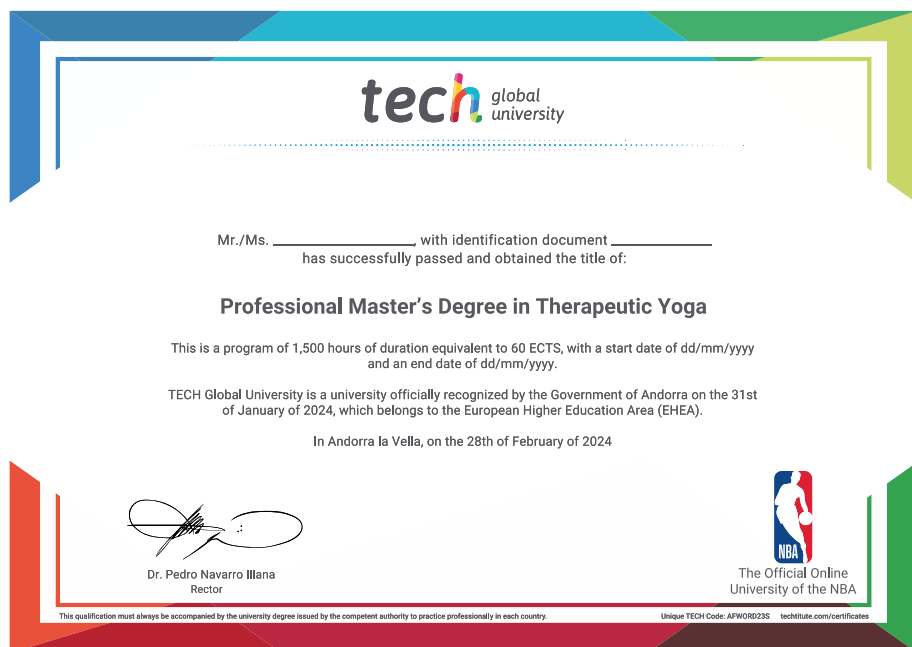 tech global
university
Mr./Ms. ____________________, with identification document ______________
has successfully passed and obtained the title of:
Professional Master's Degree in Therapeutic Yoga
This is a program of 1,500 hours of duration equivalent to 60 ECTS, with a start date of dd/mm/yyyy
and an end date of dd/mm/yyyy.
TECH Global University is a university officially recognized by the Government of Andorra on the 31st
of January of 2024, which belongs to the European Higher Education Area (EHEA).
In Andorra la Vella, on the 28th of February of 2024
Dr. Pedro Navarro Illana
Rector
NBA
The Official Online
University of the NBA
This qualification must always be accompanied by the university degree issued by the competent authority to practice professionally in each country.
Unique TECH Code: AFWORD23S techtitute.com/certificates